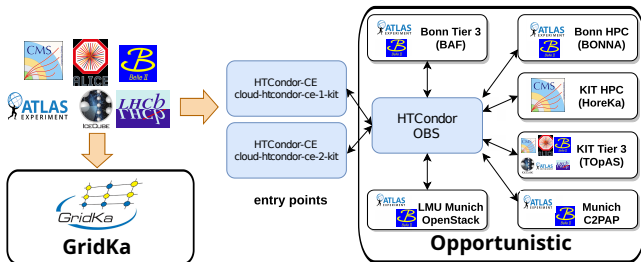 CMS
ALICE
Belle II
ATLAS
EXPERIMENT
ICECUBE
LHCb
LHCp
GridKa
GridKa
HTCondor-CE
cloud-htcondor-ce-1-kit
HTCondor-CE
cloud-htcondor-ce-2-kit
entry points
HTCondor
OBS
ATLAS
EXPERIMENT
Bonn Tier 3
(BAF)
ATLAS
EXPERIMENT
Bonn HPC
(BONNA)
CMS
KIT HPC
(HoreKa)
KIT Tier 3
(TOpAS)
ATLAS
EXPERIMENT
LMU Munich
OpenStack
ATLAS
EXPERIMENT
Munich
C2PAP
Opportunistic